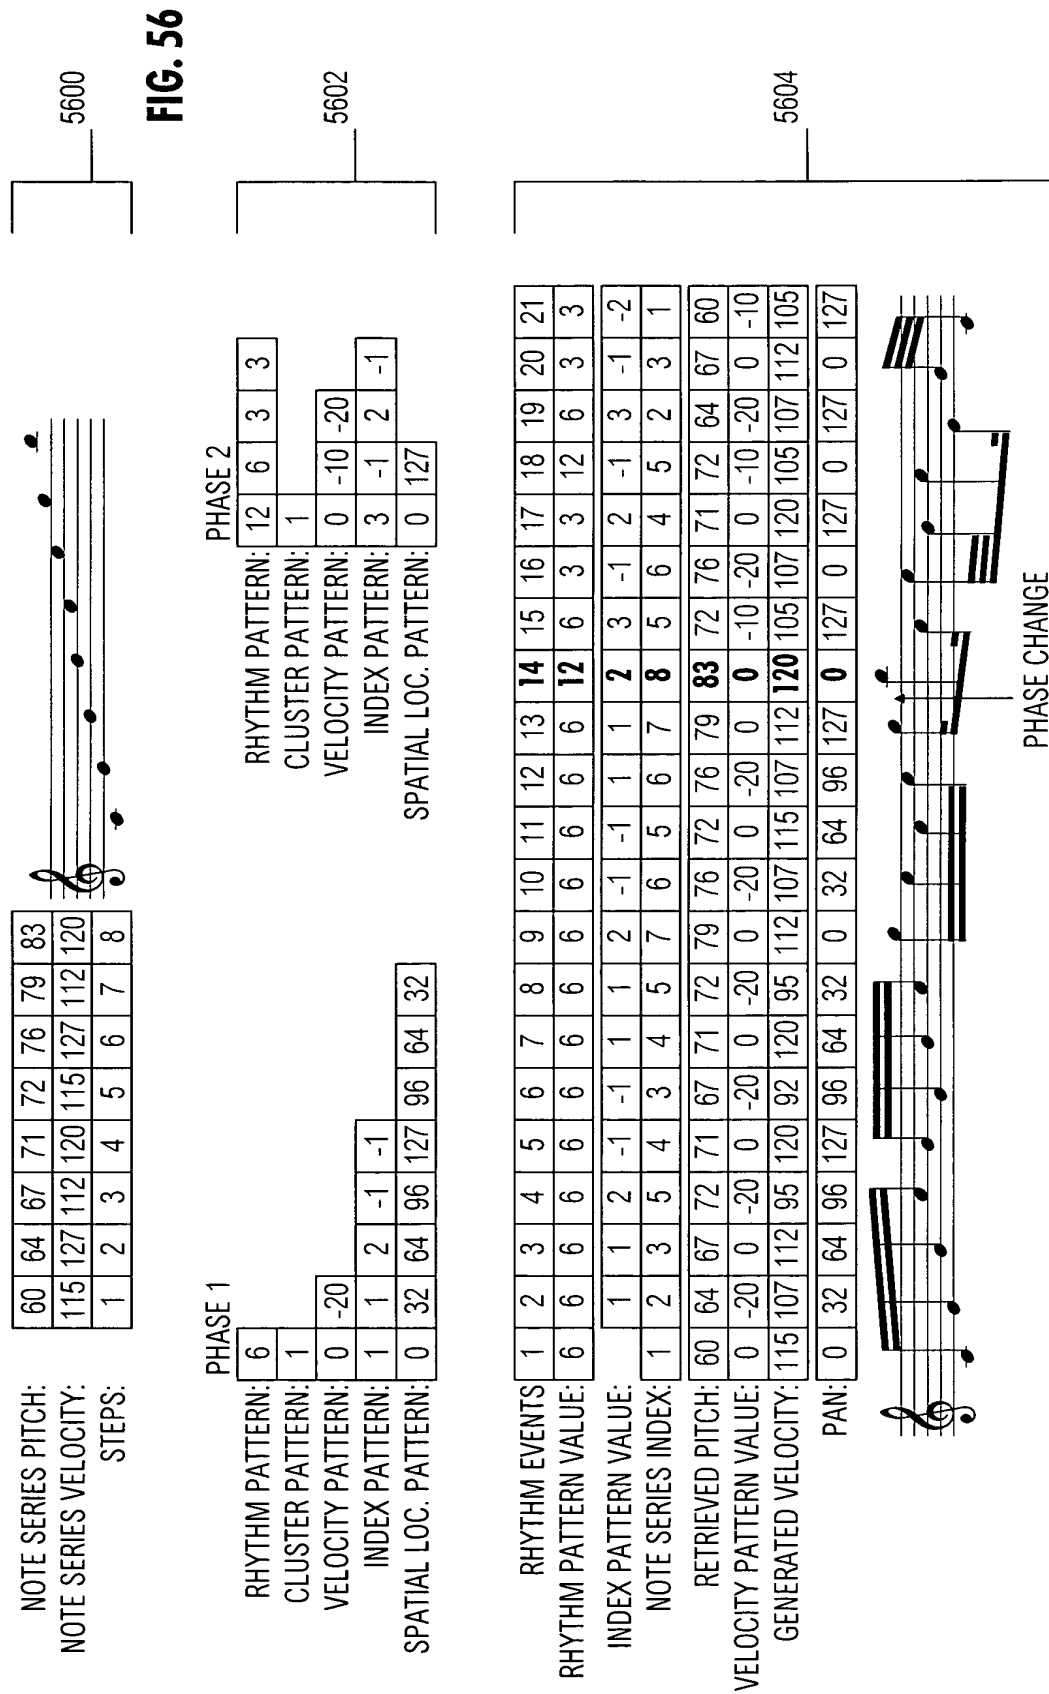 FIG. 56
NOTE SERIES PITCH: 60 64 67 71 72 76 79 83
NOTE SERIES VELOCITY: 115 127 112 120 115 127 112 120
STEPS: 1 2 3 4 5 6 7 8
5600
PHASE 1
RHYTHM PATTERN: 6
CLUSTER PATTERN: 1
VELOCITY PATTERN: 0 -20
INDEX PATTERN: 1 1 2 -1 -1
SPATIAL LOC. PATTERN: 0 32 64 96 127 96 64 32
PHASE 2
RHYTHM PATTERN: 12 6 3 3
CLUSTER PATTERN: 1
VELOCITY PATTERN: 0 -10 -20
INDEX PATTERN: 3 -1 2 -1
SPATIAL LOC. PATTERN: 0 127
5602
RHYTHM EVENTS 1 2 3 4 5 6 7 8 9 10 11 12 13 14 15 16 17 18 19 20 21
RHYTHM PATTERN VALUE: 6 6 6 6 6 6 6 6 6 6 6 6 6 12 6 3 3 12 6 3 3
INDEX PATTERN VALUE: 1 1 2 -1 -1 1 1 2 -1 -1 1 1 2 3 -1 2 -1 3 -1 -2
NOTE SERIES INDEX: 1 2 3 5 4 3 4 5 7 6 5 6 7 8 5 6 4 5 2 3 1
RETRIEVED PITCH: 60 64 67 72 71 67 71 72 79 76 72 76 79 83 72 76 71 72 64 67 60
VELOCITY PATTERN VALUE: 0 -20 0 -20 0 -20 0 -20 0 -20 0 -20 0 0 -10 -20 0 -10 -20 0 -10
GENERATED VELOCITY: 115 107 112 95 120 92 120 95 112 107 115 107 112 120 105 107 120 105 107 112 105
PAN: 0 32 64 96 127 96 64 32 0 32 64 96 127 0 127 0 127 0 127 0 127
5604
PHASE CHANGE